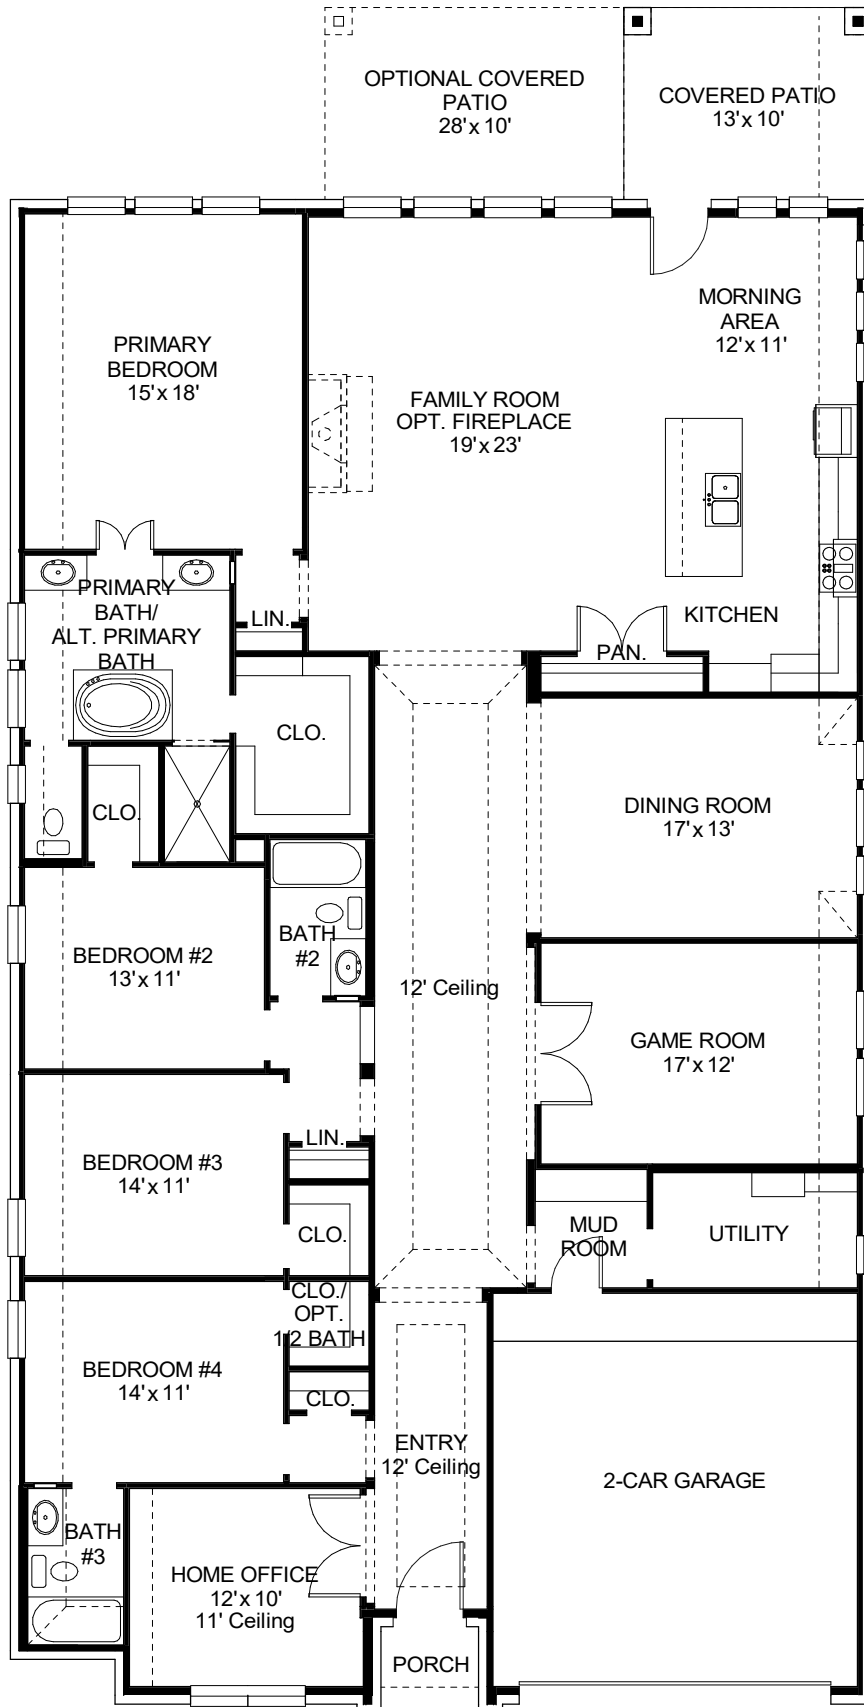 OPTIONAL COVERED
PATIO
28' x 10'
COVERED PATIO
13' x 10'
PRIMARY
BEDROOM
15' x 18'
MORNING
AREA
12' x 11'
FAMILY ROOM
OPT. FIREPLACE
19' x 23'
PRIMARY
BATH/
ALT. PRIMARY
BATH
LIN.
KITCHEN
PAN.
CLO.
CLO.
DINING ROOM
17' x 13'
BATH
#2
BEDROOM #2
13' x 11'
12' Ceiling
GAME ROOM
17' x 12'
LIN.
BEDROOM #3
14' x 11'
CLO.
MUD
ROOM
UTILITY
CLO./
OPT.
1/2 BATH
BEDROOM #4
14' x 11'
CLO.
ENTRY
12' Ceiling
2-CAR GARAGE
BATH
#3
HOME OFFICE
12' x 10'
11' Ceiling
PORCH